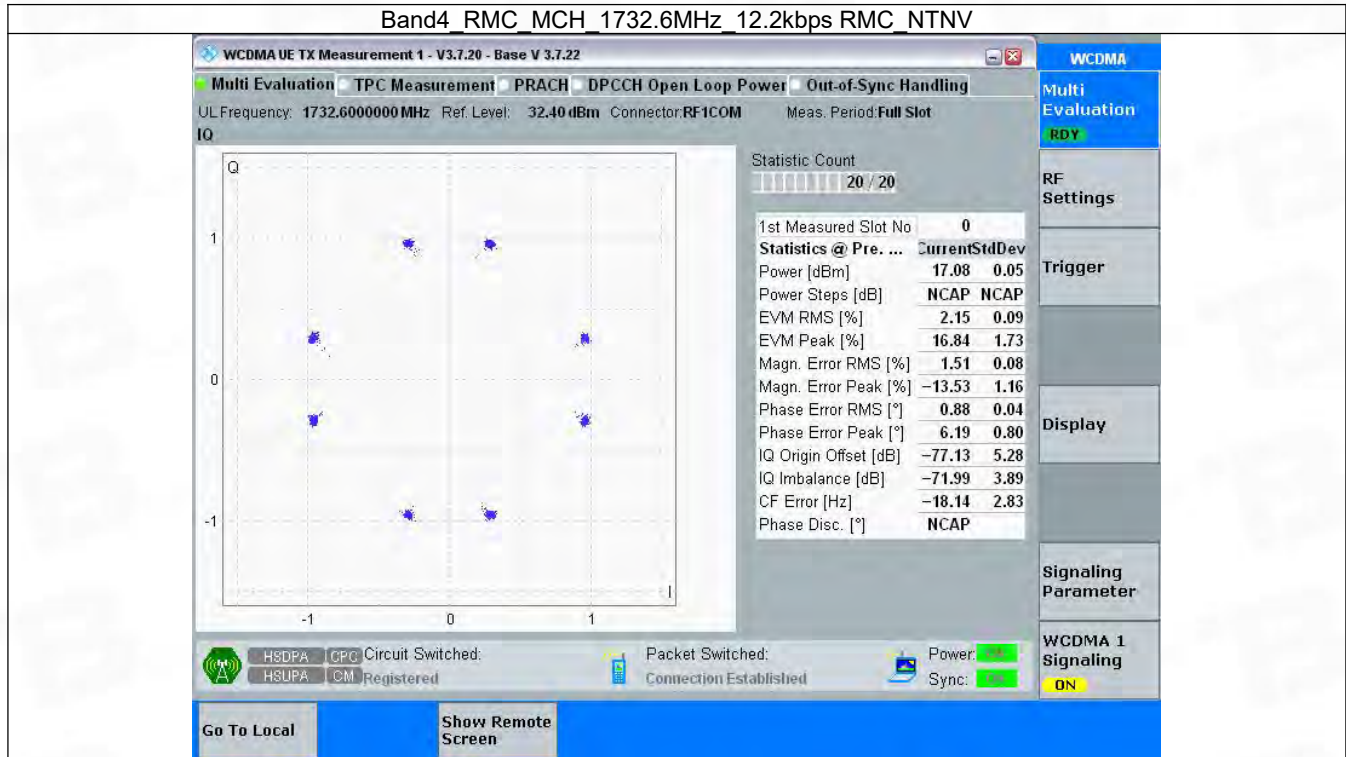 Band4_RMC_MCH_1732.6MHz_12.2kbps RMC_NTNV
WCDMA UE TX Measurement 1 - V3.7.20 - Base V 3.7.22
WCDMA
Multi Evaluation TPC Measurement PRACH DPCCH Open Loop Power Out-of-Sync Handling
Multi
Evaluation
RDY
UL Frequency: 1732.6000000 MHz Ref. Level: 32.40 dBm Connector:RF1COM Meas. Period:Full Slot
IQ
Q
1
0
-1
-1 0 1
I
Statistic Count
20 / 20
1st Measured Slot No 0
Statistics @ Pre. ... CurrentStdDev
Power [dBm] 17.08 0.05
Power Steps [dB] NCAP NCAP
EVM RMS [%] 2.15 0.09
EVM Peak [%] 16.84 1.73
Magn. Error RMS [%] 1.51 0.08
Magn. Error Peak [%] −13.53 1.16
Phase Error RMS [°] 0.88 0.04
Phase Error Peak [°] 6.19 0.80
IQ Origin Offset [dB] −77.13 5.28
IQ Imbalance [dB] −71.99 3.89
CF Error [Hz] −18.14 2.83
Phase Disc. [°] NCAP
RF
Settings
Trigger
Display
Signaling
Parameter
WCDMA 1
Signaling
ON
HSDPA CPC Circuit Switched:
HSUPA CM Registered
Packet Switched:
Connection Established
Power:
Sync:
Go To Local
Show Remote
Screen